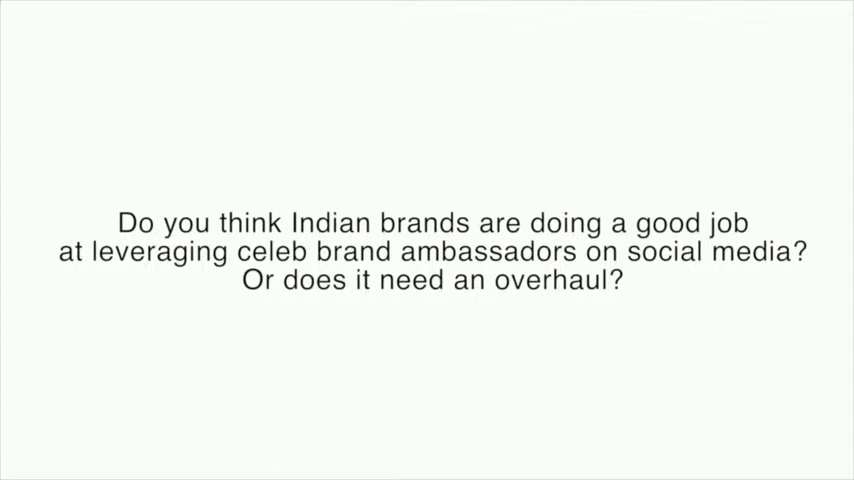 Do you think Indian brands are doing a good job
at leveraging celeb brand ambassadors on social media?
Or does it need an overhaul?